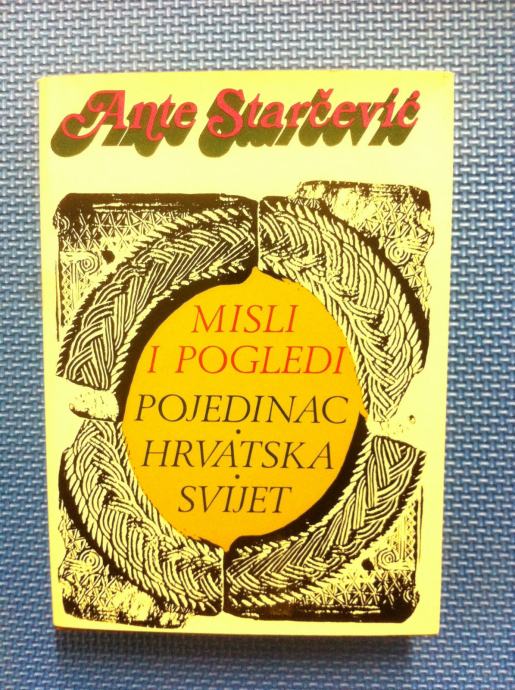 Ante Starčević
MISLI
I POGLEDI
POJEDINAC
·
HRVATSKA
·
SVIJET